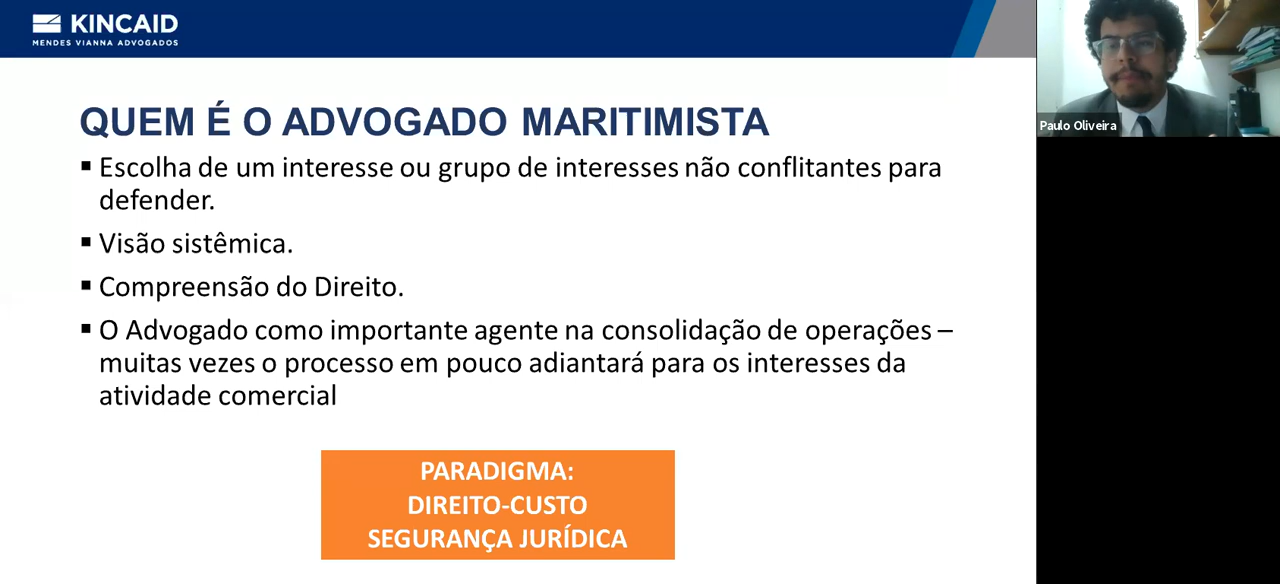 KINCAID
MENDES VIANNA ADVOGADOS
Paulo Oliveira
QUEM É O ADVOGADO MARITIMISTA
▪ Escolha de um interesse ou grupo de interesses não conflitantes para
defender.
▪ Visão sistêmica.
▪ Compreensão do Direito.
▪ O Advogado como importante agente na consolidação de operações –
muitas vezes o processo em pouco adiantará para os interesses da
atividade comercial
PARADIGMA:
DIREITO-CUSTO
SEGURANÇA JURÍDICA